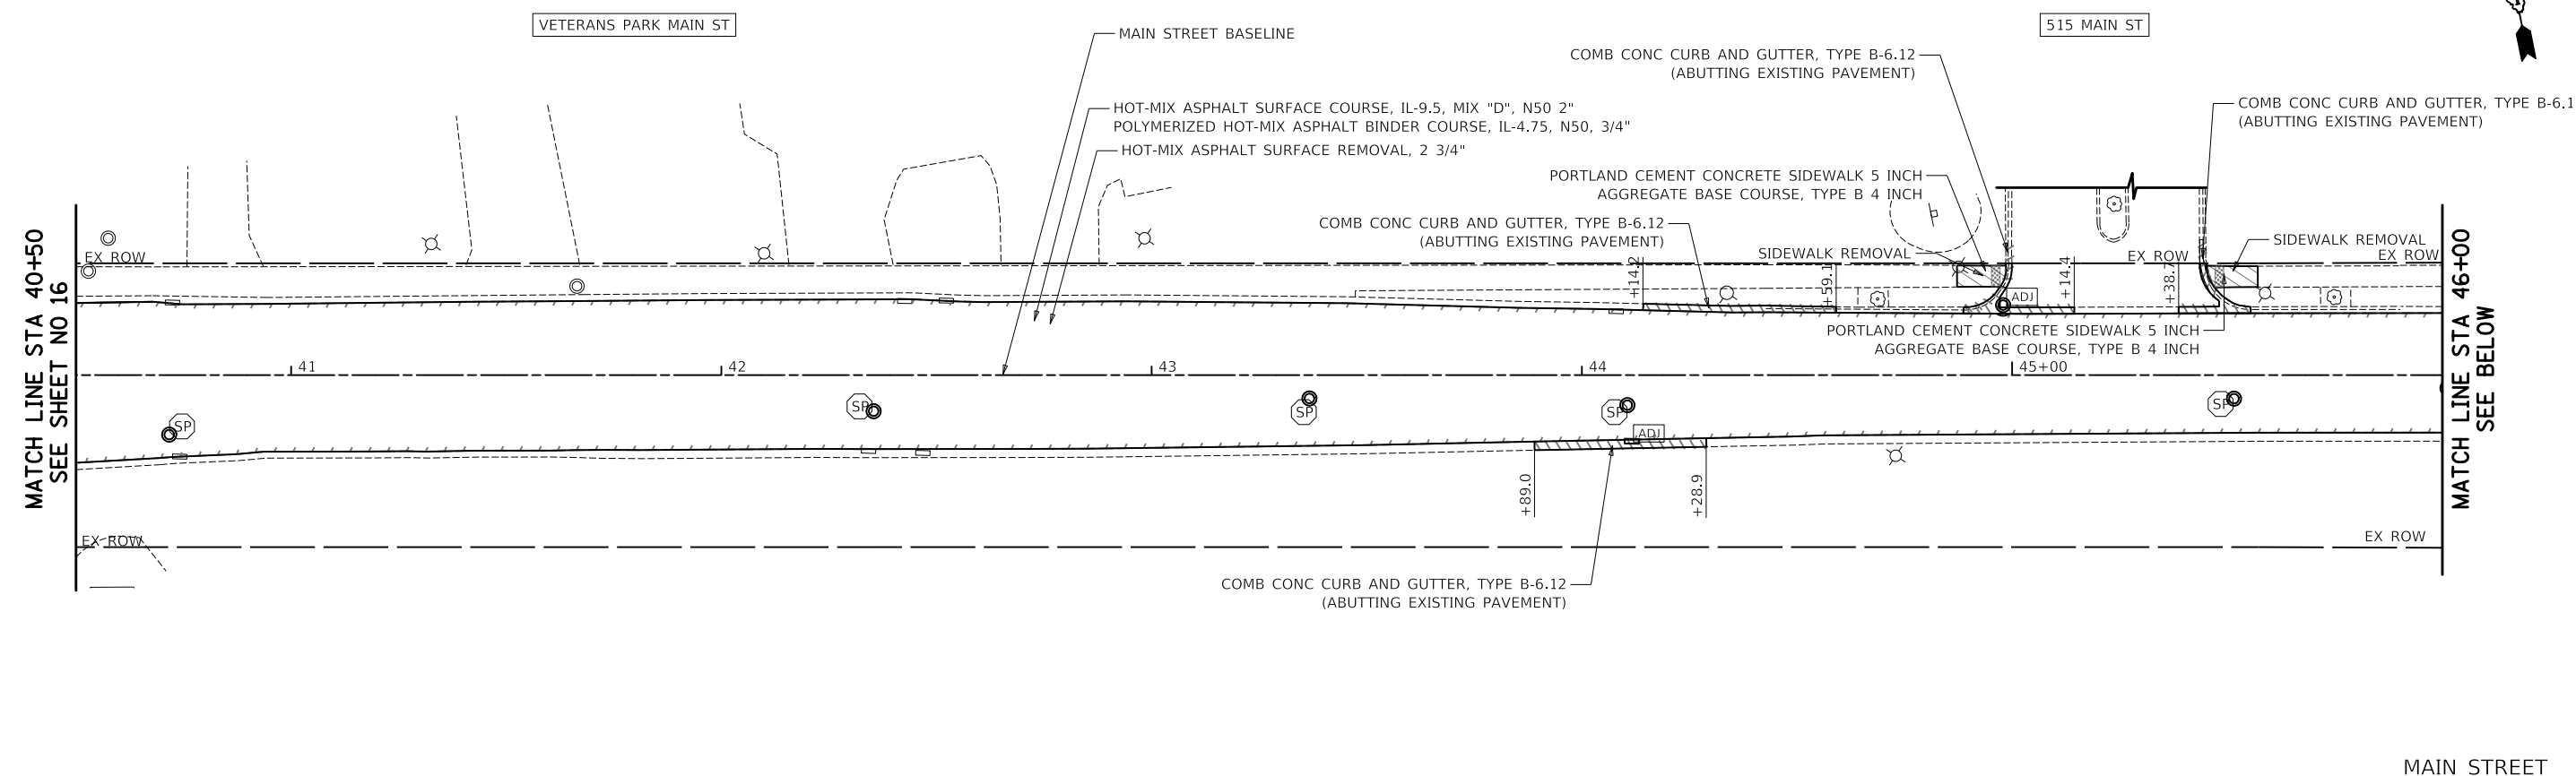 VETERANS PARK MAIN ST
MAIN STREET BASELINE
515 MAIN ST
COMB CONC CURB AND GUTTER, TYPE B-6.12
(ABUTTING EXISTING PAVEMENT)
HOT-MIX ASPHALT SURFACE COURSE, IL-9.5, MIX "D", N50 2"
POLYMERIZED HOT-MIX ASPHALT BINDER COURSE, IL-4.75, N50, 3/4"
HOT-MIX ASPHALT SURFACE REMOVAL, 2 3/4"
COMB CONC CURB AND GUTTER, TYPE B-6.1
(ABUTTING EXISTING PAVEMENT)
PORTLAND CEMENT CONCRETE SIDEWALK 5 INCH
AGGREGATE BASE COURSE, TYPE B 4 INCH
COMB CONC CURB AND GUTTER, TYPE B-6.12
(ABUTTING EXISTING PAVEMENT)
SIDEWALK REMOVAL
SIDEWALK REMOVAL
MATCH LINE STA 40+50
SEE SHEET NO 16
EX ROW
EX ROW
EX ROW
+14.2
+59.1
ADJ
+14.4
+38.7
PORTLAND CEMENT CONCRETE SIDEWALK 5 INCH
AGGREGATE BASE COURSE, TYPE B 4 INCH
MATCH LINE STA 46+00
SEE BELOW
41
42
43
44
45+00
SP
SP
SP
SP
SP
ADJ
+89.0
+28.9
EX ROW
EX ROW
COMB CONC CURB AND GUTTER, TYPE B-6.12
(ABUTTING EXISTING PAVEMENT)
MAIN STREET